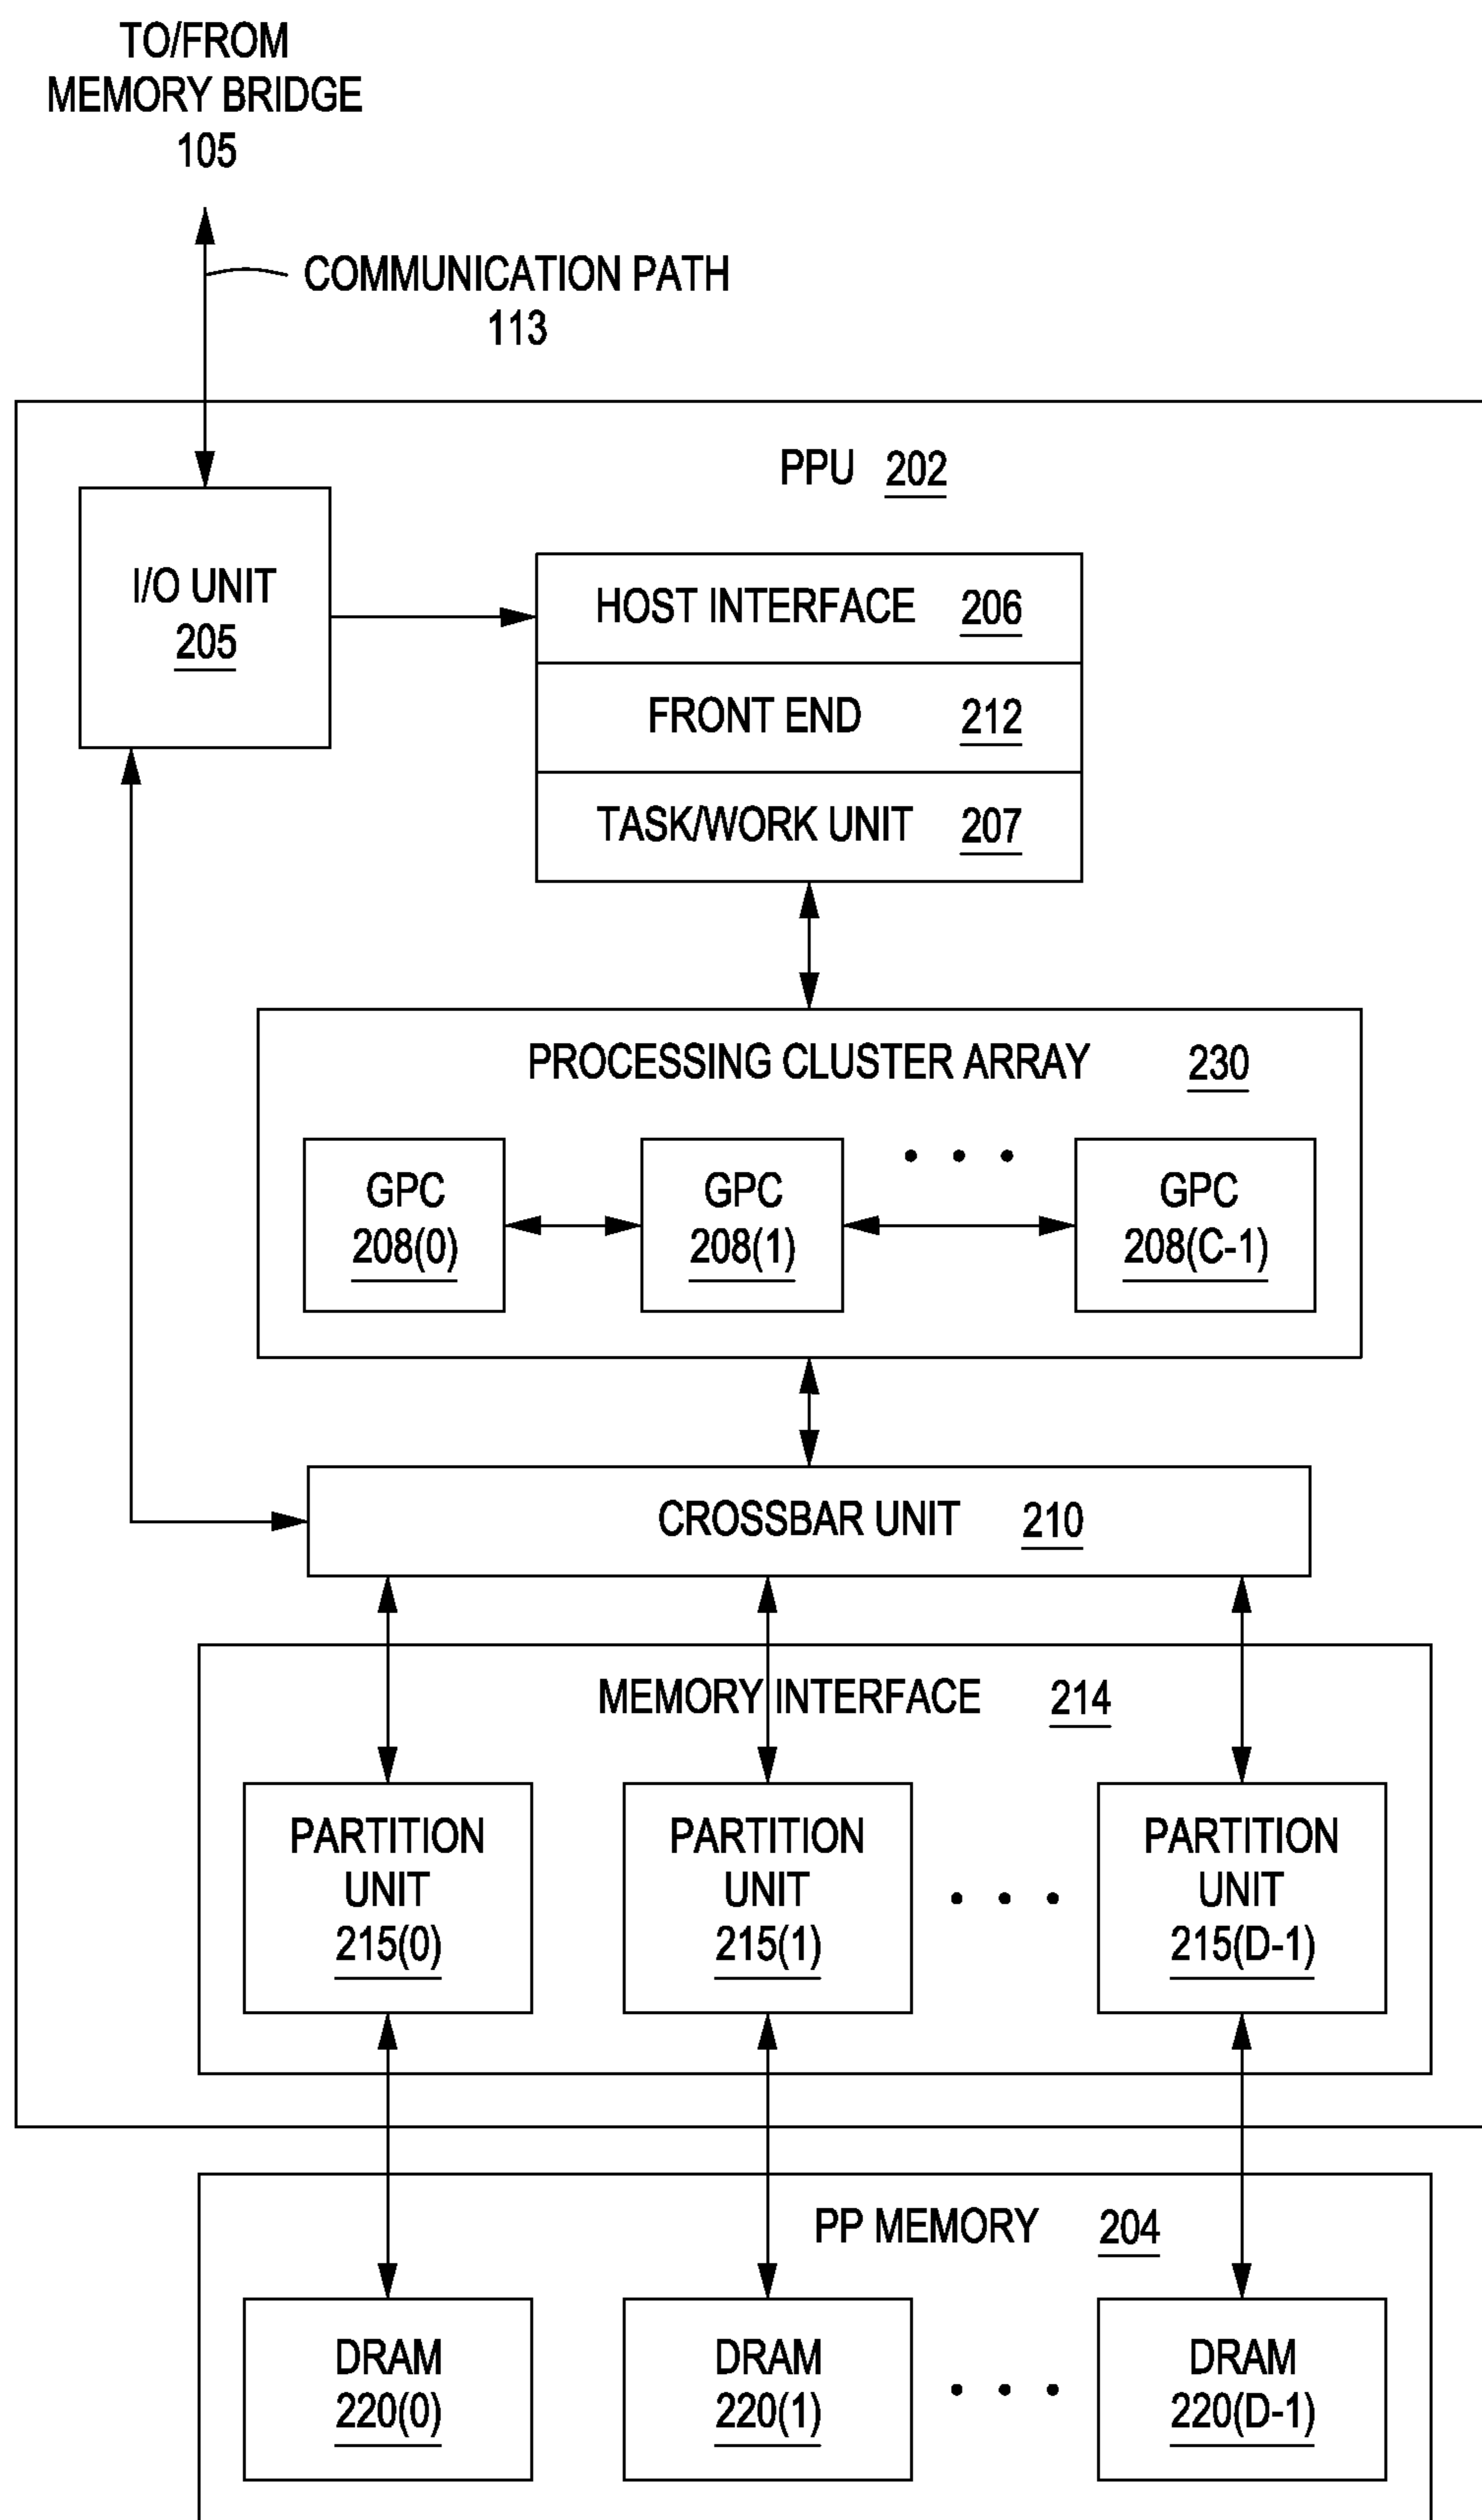 TO/FROM
MEMORY BRIDGE
105
COMMUNICATION PATH
113
PPU 202
I/O UNIT
205
HOST INTERFACE 206
FRONT END 212
TASK/WORK UNIT 207
PROCESSING CLUSTER ARRAY 230
GPC
208(0)
GPC
208(1)
• • •
GPC
208(C-1)
CROSSBAR UNIT 210
MEMORY INTERFACE 214
PARTITION
UNIT
215(0)
PARTITION
UNIT
215(1)
• • •
PARTITION
UNIT
215(D-1)
PP MEMORY 204
DRAM
220(0)
DRAM
220(1)
• • •
DRAM
220(D-1)